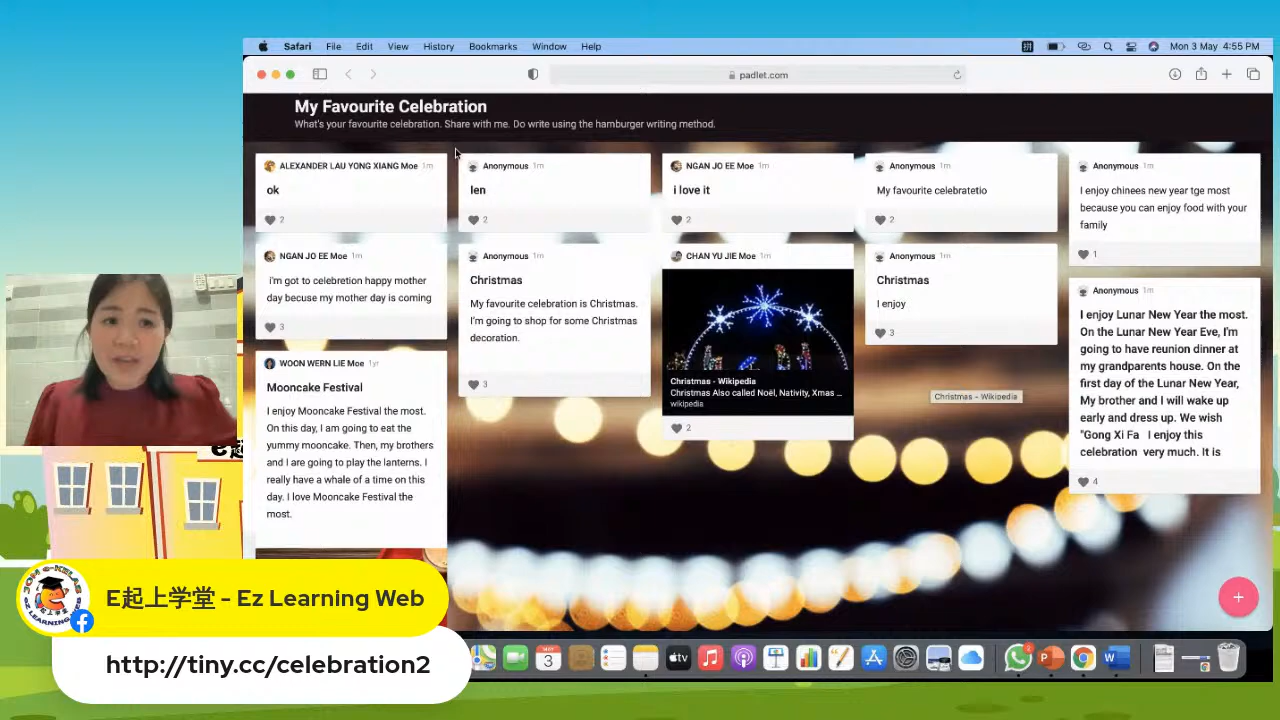 Safari File Edit View History Bookmarks Window Help
Mon 3 May 4:55 PM
padlet.com
My Favourite Celebration
What's your favourite celebration. Share with me. Do write using the hamburger writing method.
ALEXANDER LAU YONG XIANG Moe 1m
ok
2
NGAN JO EE Moe 1m
i'm got to celebretion happy mother
day becuse my mother day is coming
3
WOON WERN LIE Moe 1yr
Mooncake Festival
I enjoy Mooncake Festival the most.
On this day, I am going to eat the
yummy mooncake. Then, my brothers
and I are going to play the lanterns. I
really have a whale of a time on this
day. I love Mooncake Festival the
most.
Anonymous 1m
len
2
Anonymous 1m
Christmas
My favourite celebration is Christmas.
I'm going to shop for some Christmas
decoration.
3
NGAN JO EE Moe 1m
i love it
2
CHAN YU JIE Moe 1m
Christmas - Wikipedia
Christmas Also called Noël, Nativity, Xmas ...
wikipedia
2
Anonymous 1m
My favourite celebratetio
2
Anonymous 1m
Christmas
I enjoy
3
Christmas - Wikipedia
Anonymous 1m
I enjoy chinees new year tge most
because you can enjoy food with your
family
1
Anonymous 1m
I enjoy Lunar New Year the most.
On the Lunar New Year Eve, I'm
going to have reunion dinner at
my grandparents house. On the
first day of the Lunar New Year,
My brother and I will wake up
early and dress up. We wish
"Gong Xi Fa I enjoy this
celebration very much. It is
4
E起上学堂 - Ez Learning Web
http://tiny.cc/celebration2